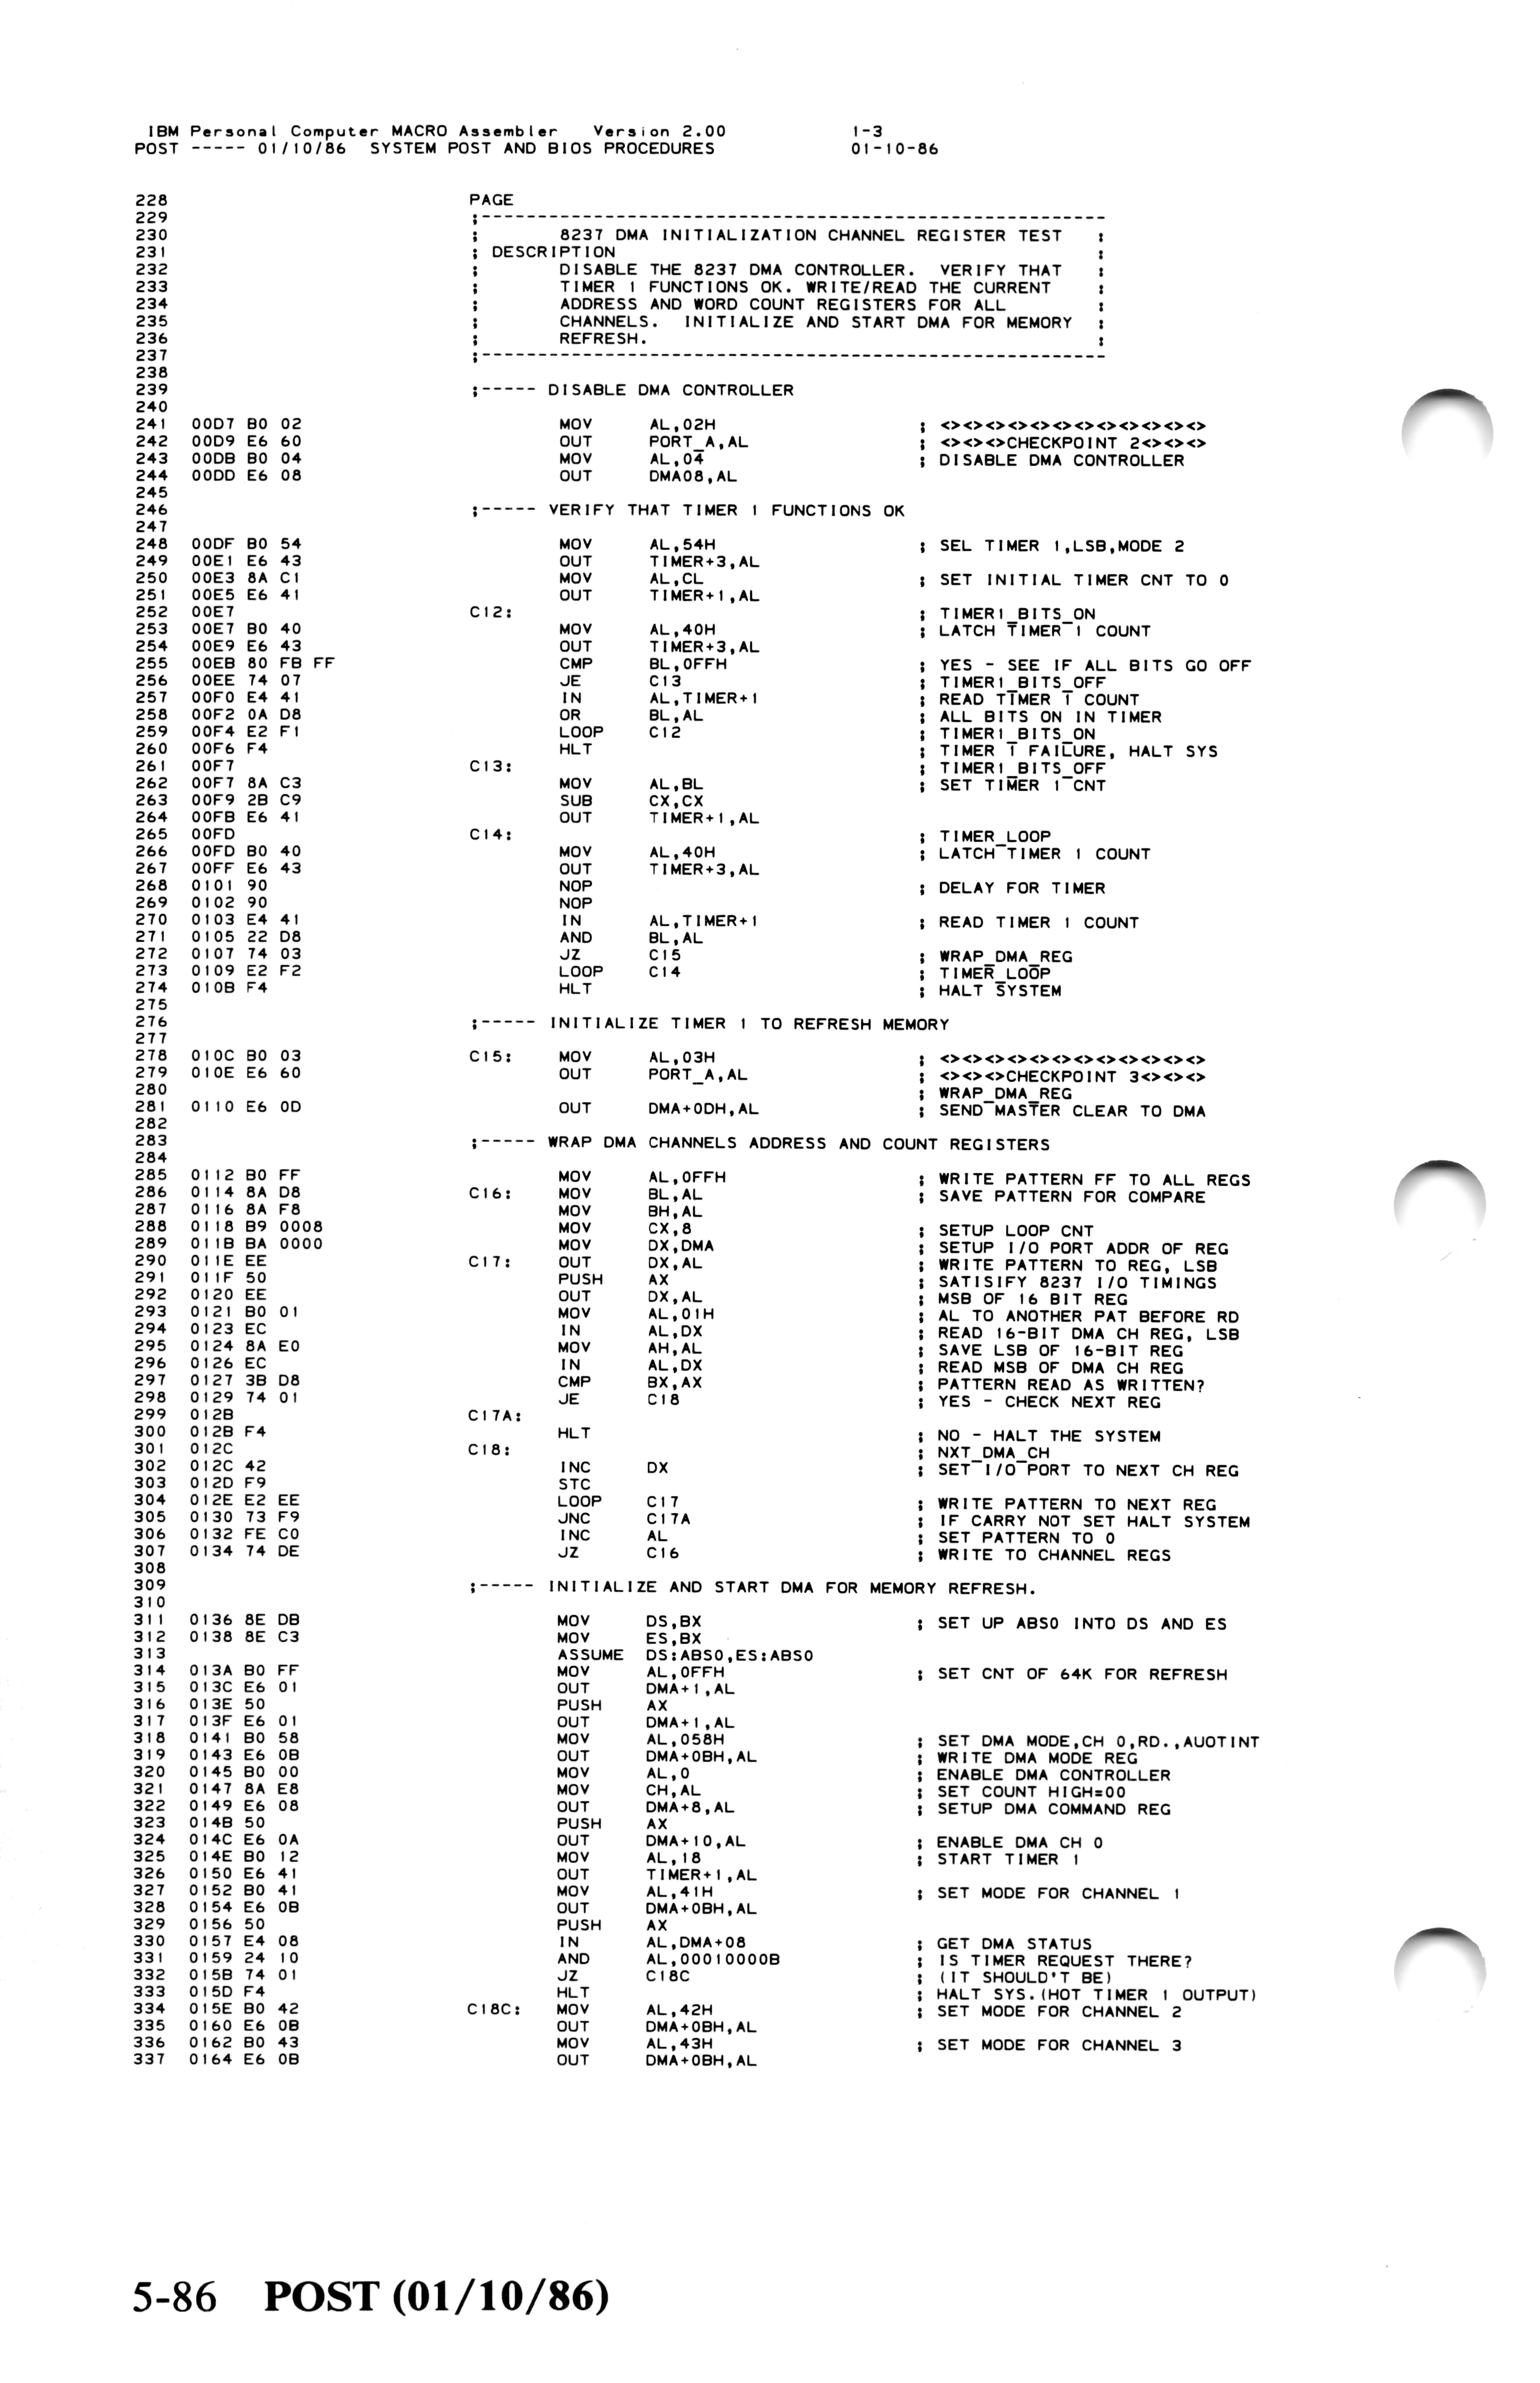 IBM Personal Computer MACRO Assembler   Version 2.00          1-3
POST ----- 01/10/86  SYSTEM POST AND BIOS PROCEDURES          01-10-86
228                    PAGE
229                    ;--------------------------------------------------------
230                    ;       8237 DMA INITIALIZATION CHANNEL REGISTER TEST   :
231                    ; DESCRIPTION                                           :
232                    ;       DISABLE THE 8237 DMA CONTROLLER.  VERIFY THAT   :
233                    ;       TIMER 1 FUNCTIONS OK. WRITE/READ THE CURRENT    :
234                    ;       ADDRESS AND WORD COUNT REGISTERS FOR ALL        :
235                    ;       CHANNELS.  INITIALIZE AND START DMA FOR MEMORY  :
236                    ;       REFRESH.                                        :
237                    ;--------------------------------------------------------
238
239                    ;----- DISABLE DMA CONTROLLER
240
241  00D7 B0 02                MOV     AL,02H          ; <><><><><><><><><><><><>
242  00D9 E6 60                OUT     PORT_A,AL       ; <><><>CHECKPOINT 2<><><>
243  00DB B0 04                MOV     AL,04           ; DISABLE DMA CONTROLLER
244  00DD E6 08                OUT     DMA08,AL
245
246                    ;----- VERIFY THAT TIMER 1 FUNCTIONS OK
247
248  00DF B0 54                MOV     AL,54H          ; SEL TIMER 1,LSB,MODE 2
249  00E1 E6 43                OUT     TIMER+3,AL
250  00E3 8A C1                MOV     AL,CL           ; SET INITIAL TIMER CNT TO 0
251  00E5 E6 41                OUT     TIMER+1,AL
252  00E7              C12:                            ; TIMER1_BITS_ON
253  00E7 B0 40                MOV     AL,40H          ; LATCH TIMER 1 COUNT
254  00E9 E6 43                OUT     TIMER+3,AL
255  00EB 80 FB FF             CMP     BL,0FFH         ; YES - SEE IF ALL BITS GO OFF
256  00EE 74 07                JE      C13             ; TIMER1_BITS_OFF
257  00F0 E4 41                IN      AL,TIMER+1      ; READ TIMER 1 COUNT
258  00F2 0A D8                OR      BL,AL           ; ALL BITS ON IN TIMER
259  00F4 E2 F1                LOOP    C12             ; TIMER1_BITS_ON
260  00F6 F4                   HLT                     ; TIMER 1 FAILURE, HALT SYS
261  00F7              C13:                            ; TIMER1_BITS_OFF
262  00F7 8A C3                MOV     AL,BL           ; SET TIMER 1 CNT
263  00F9 2B C9                SUB     CX,CX
264  00FB E6 41                OUT     TIMER+1,AL
265  00FD              C14:                            ; TIMER_LOOP
266  00FD B0 40                MOV     AL,40H          ; LATCH TIMER 1 COUNT
267  00FF E6 43                OUT     TIMER+3,AL
268  0101 90                   NOP                     ; DELAY FOR TIMER
269  0102 90                   NOP
270  0103 E4 41                IN      AL,TIMER+1      ; READ TIMER 1 COUNT
271  0105 22 D8                AND     BL,AL
272  0107 74 03                JZ      C15             ; WRAP_DMA_REG
273  0109 E2 F2                LOOP    C14             ; TIMER_LOOP
274  010B F4                   HLT                     ; HALT SYSTEM
275
276                    ;----- INITIALIZE TIMER 1 TO REFRESH MEMORY
277
278  010C B0 03        C15:    MOV     AL,03H          ; <><><><><><><><><><><><>
279  010E E6 60                OUT     PORT_A,AL       ; <><><>CHECKPOINT 3<><><>
280                                                    ; WRAP_DMA_REG
281  0110 E6 0D                OUT     DMA+0DH,AL      ; SEND MASTER CLEAR TO DMA
282
283                    ;----- WRAP DMA CHANNELS ADDRESS AND COUNT REGISTERS
284
285  0112 B0 FF                MOV     AL,0FFH         ; WRITE PATTERN FF TO ALL REGS
286  0114 8A D8        C16:    MOV     BL,AL           ; SAVE PATTERN FOR COMPARE
287  0116 8A F8                MOV     BH,AL
288  0118 B9 0008              MOV     CX,8            ; SETUP LOOP CNT
289  011B BA 0000              MOV     DX,DMA          ; SETUP I/O PORT ADDR OF REG
290  011E EE           C17:    OUT     DX,AL           ; WRITE PATTERN TO REG, LSB
291  011F 50                   PUSH    AX              ; SATISIFY 8237 I/O TIMINGS
292  0120 EE                   OUT     DX,AL           ; MSB OF 16 BIT REG
293  0121 B0 01                MOV     AL,01H          ; AL TO ANOTHER PAT BEFORE RD
294  0123 EC                   IN      AL,DX           ; READ 16-BIT DMA CH REG, LSB
295  0124 8A E0                MOV     AH,AL           ; SAVE LSB OF 16-BIT REG
296  0126 EC                   IN      AL,DX           ; READ MSB OF DMA CH REG
297  0127 3B D8                CMP     BX,AX           ; PATTERN READ AS WRITTEN?
298  0129 74 01                JE      C18             ; YES - CHECK NEXT REG
299  012B              C17A:
300  012B F4                   HLT                     ; NO - HALT THE SYSTEM
301  012C              C18:                            ; NXT_DMA_CH
302  012C 42                   INC     DX              ; SET I/O PORT TO NEXT CH REG
303  012D F9                   STC
304  012E E2 EE                LOOP    C17             ; WRITE PATTERN TO NEXT REG
305  0130 73 F9                JNC     C17A            ; IF CARRY NOT SET HALT SYSTEM
306  0132 FE C0                INC     AL              ; SET PATTERN TO 0
307  0134 74 DE                JZ      C16             ; WRITE TO CHANNEL REGS
308
309                    ;----- INITIALIZE AND START DMA FOR MEMORY REFRESH.
310
311  0136 8E DB                MOV     DS,BX           ; SET UP ABS0 INTO DS AND ES
312  0138 8E C3                MOV     ES,BX
313                            ASSUME  DS:ABS0,ES:ABS0
314  013A B0 FF                MOV     AL,0FFH         ; SET CNT OF 64K FOR REFRESH
315  013C E6 01                OUT     DMA+1,AL
316  013E 50                   PUSH    AX
317  013F E6 01                OUT     DMA+1,AL
318  0141 B0 58                MOV     AL,058H         ; SET DMA MODE,CH 0,RD.,AUOTINT
319  0143 E6 0B                OUT     DMA+0BH,AL      ; WRITE DMA MODE REG
320  0145 B0 00                MOV     AL,0            ; ENABLE DMA CONTROLLER
321  0147 8A E8                MOV     CH,AL           ; SET COUNT HIGH=00
322  0149 E6 08                OUT     DMA+8,AL        ; SETUP DMA COMMAND REG
323  014B 50                   PUSH    AX
324  014C E6 0A                OUT     DMA+10,AL       ; ENABLE DMA CH 0
325  014E B0 12                MOV     AL,18           ; START TIMER 1
326  0150 E6 41                OUT     TIMER+1,AL
327  0152 B0 41                MOV     AL,41H          ; SET MODE FOR CHANNEL 1
328  0154 E6 0B                OUT     DMA+0BH,AL
329  0156 50                   PUSH    AX
330  0157 E4 08                IN      AL,DMA+08       ; GET DMA STATUS
331  0159 24 10                AND     AL,00010000B    ; IS TIMER REQUEST THERE?
332  015B 74 01                JZ      C18C            ; (IT SHOULD'T BE)
333  015D F4                   HLT                     ; HALT SYS.(HOT TIMER 1 OUTPUT)
334  015E B0 42        C18C:   MOV     AL,42H          ; SET MODE FOR CHANNEL 2
335  0160 E6 0B                OUT     DMA+0BH,AL
336  0162 B0 43                MOV     AL,43H          ; SET MODE FOR CHANNEL 3
337  0164 E6 0B                OUT     DMA+0BH,AL
5-86   POST (01/10/86)